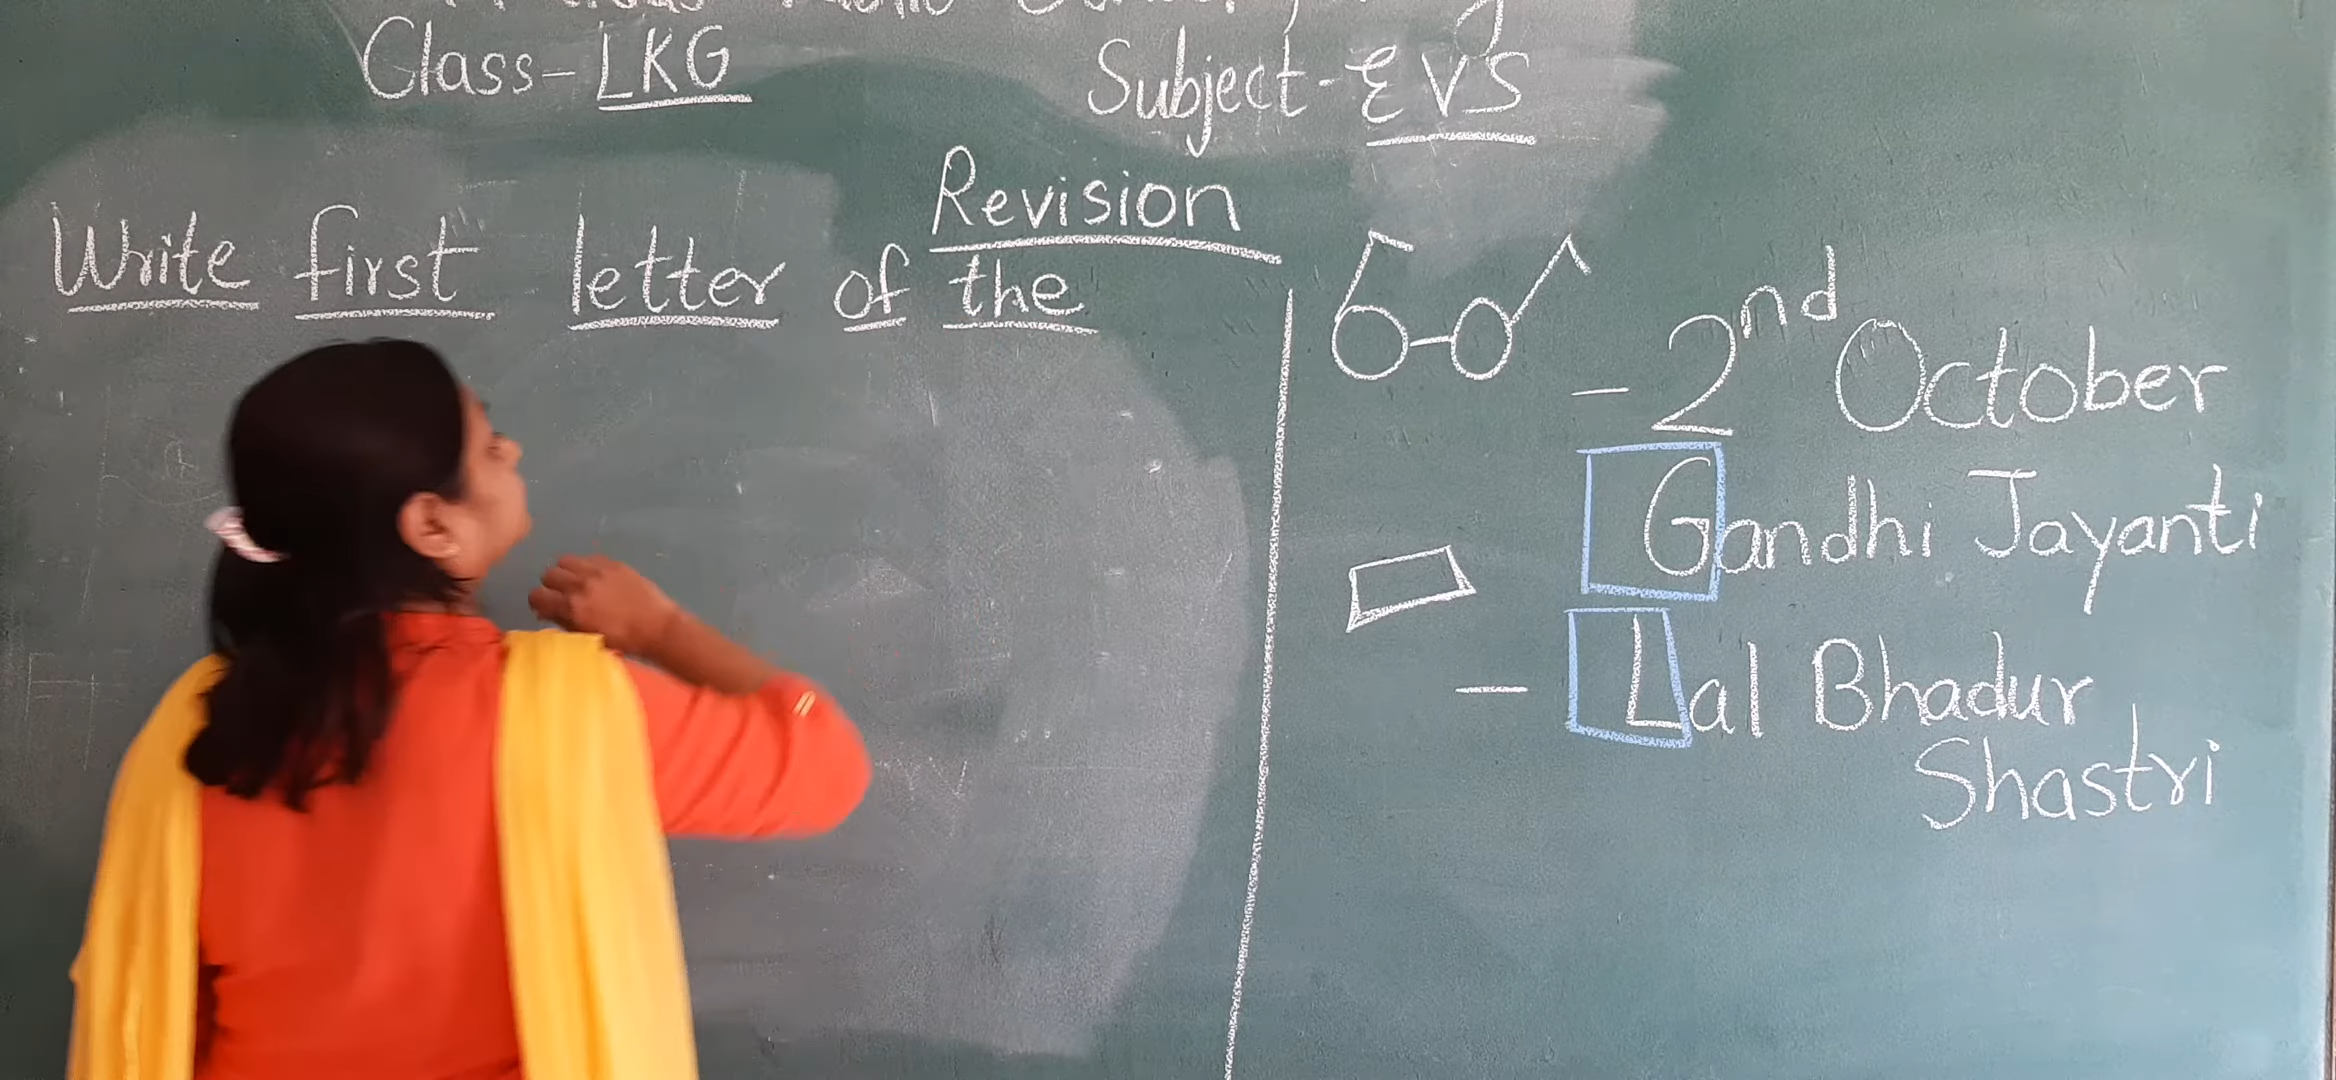 Class-LKG
Subject-EVS
Revision
Write first letter of the
- 2nd October
Gandhi Jayanti
- Lal Bhadur
Shastri